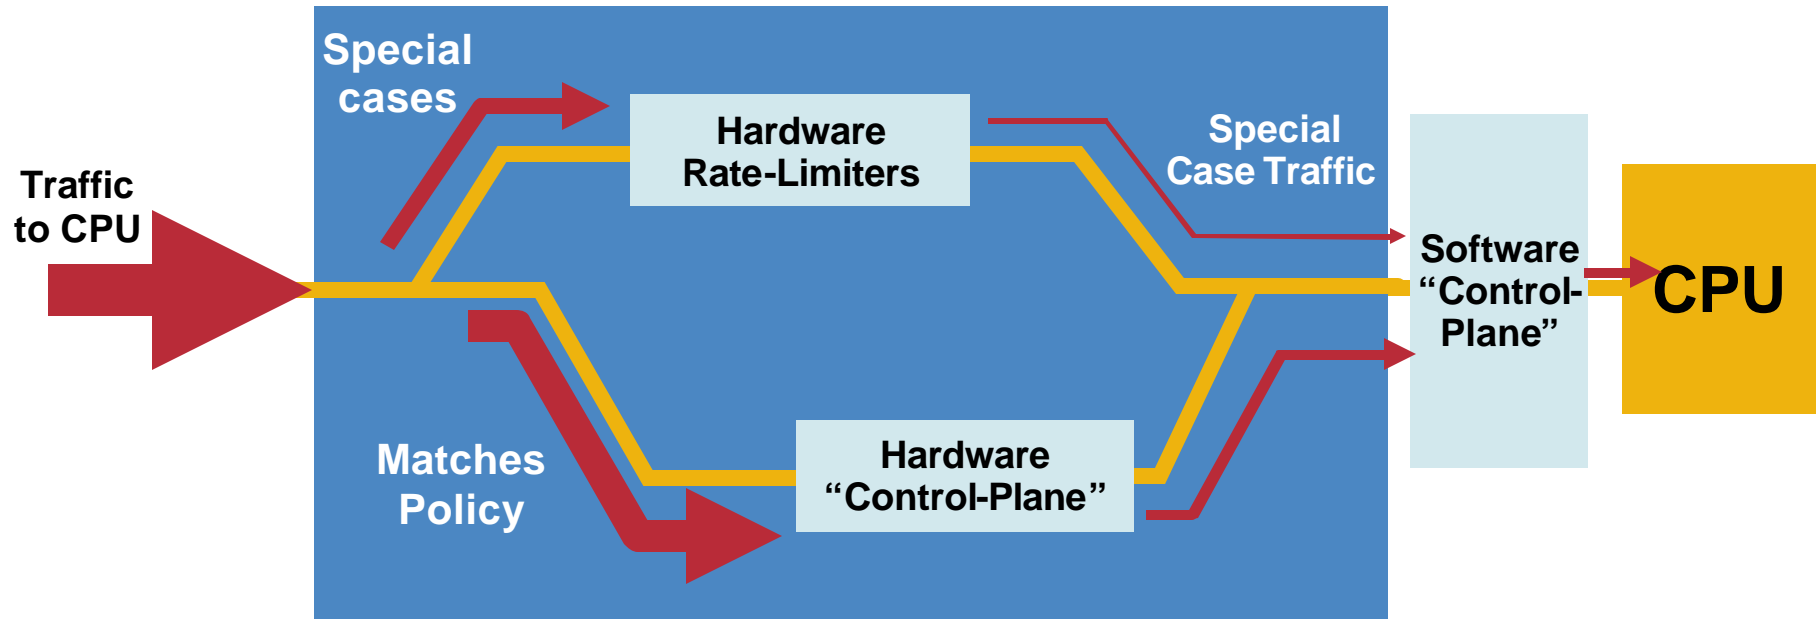 Special
cases
Traffic
to CPU
Hardware
Rate-Limiters
Special
Case Traffic
Software
“Control-
Plane”
CPU
Matches
Policy
Hardware
“Control-Plane”